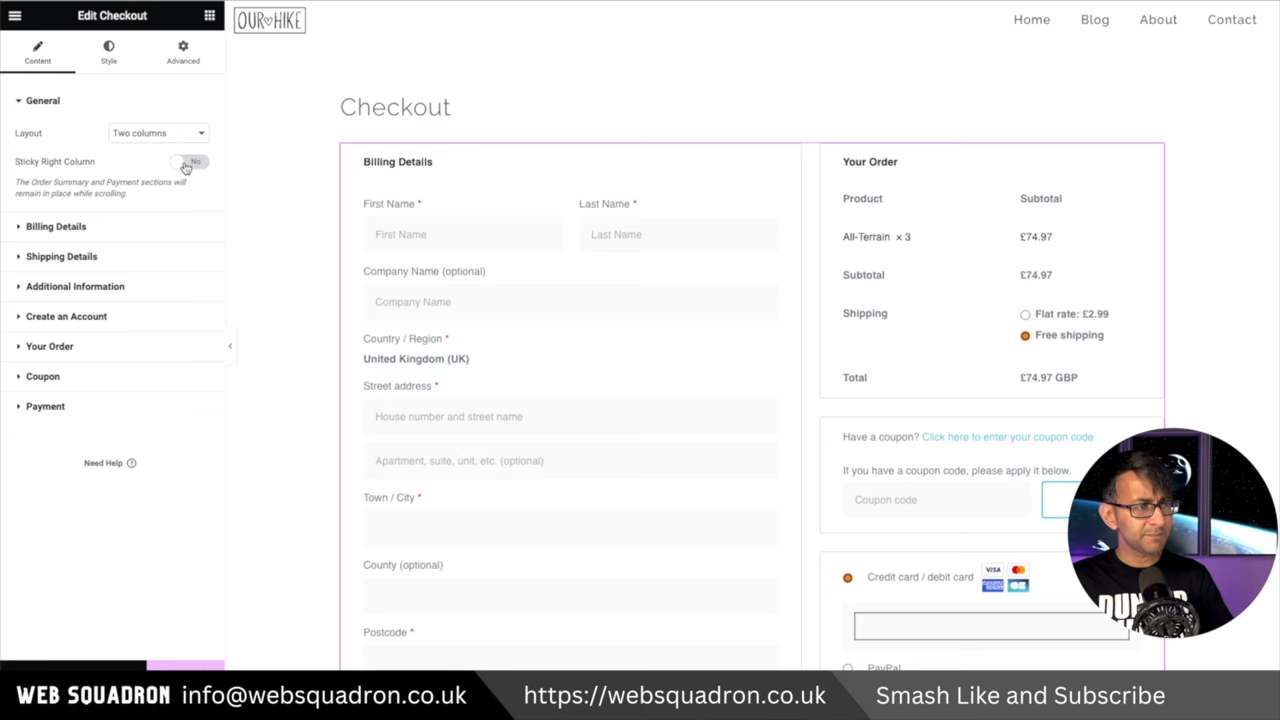 Edit Checkout
OUR HIKE
Home
Blog
About
Contact
Content
Style
Advanced
General
Layout
Two columns
Sticky Right Column
No
The Order Summary and Payment sections will
remain in place while scrolling.
Billing Details
Shipping Details
Additional Information
Create an Account
Your Order
Coupon
Payment
Need Help
Checkout
Billing Details
First Name *
Last Name *
First Name
Last Name
Company Name (optional)
Company Name
Country / Region *
United Kingdom (UK)
Street address *
House number and street name
Apartment, suite, unit, etc. (optional)
Town / City *
County (optional)
Postcode *
Your Order
Product
Subtotal
All-Terrain × 3
£74.97
Subtotal
£74.97
Shipping
Flat rate: £2.99
Free shipping
Total
£74.97 GBP
Have a coupon? Click here to enter your coupon code
If you have a coupon code, please apply it below.
Coupon code
Credit card / debit card
VISA
PayPal
WEB SQUADRON
info@websquadron.co.uk
https://websquadron.co.uk
Smash Like and Subscribe